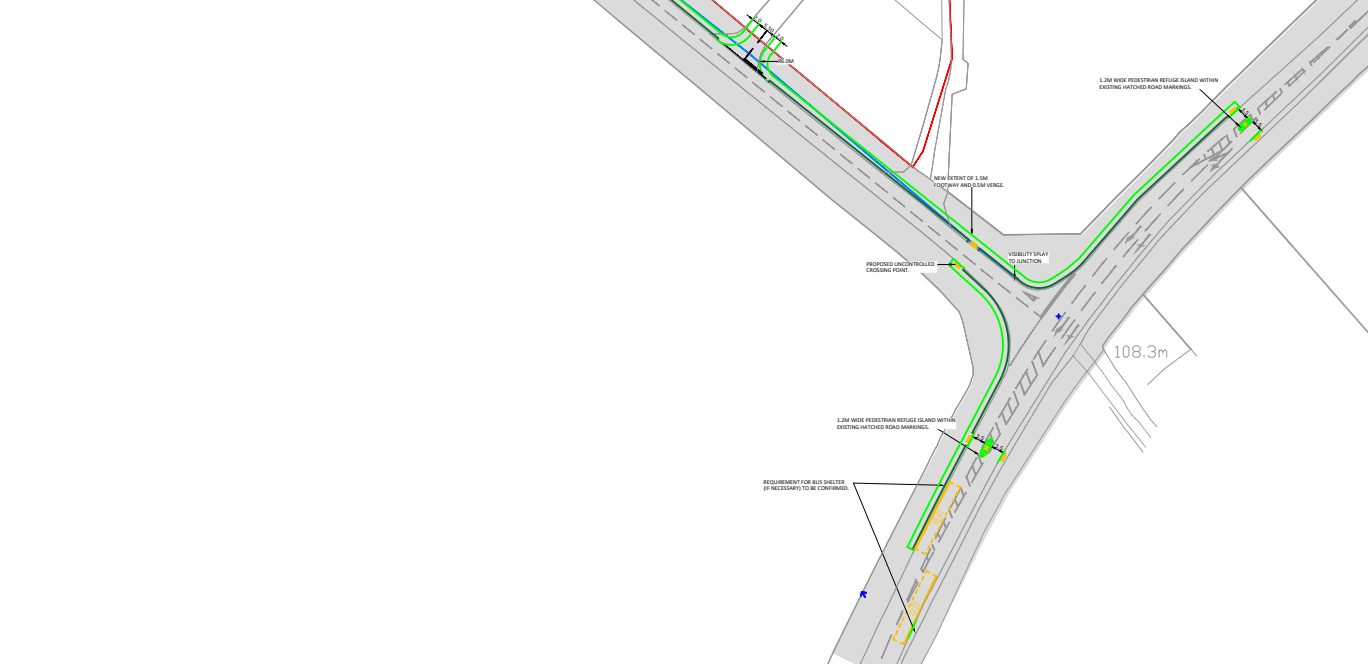 R6.0M
1.2M WIDE PEDESTRIAN REFUGE ISLAND WITHIN
EXISTING HATCHED ROAD MARKINGS.
NEW EXTENT OF 1.5M
FOOTWAY AND 0.5M VERGE.
VISIBILITY SPLAY
TO JUNCTION
PROPOSED UNCONTROLLED
CROSSING POINT.
108.3m
1.2M WIDE PEDESTRIAN REFUGE ISLAND WITHIN
EXISTING HATCHED ROAD MARKINGS.
REQUIREMENT FOR BUS SHELTER
(IF NECESSARY) TO BE CONFIRMED.